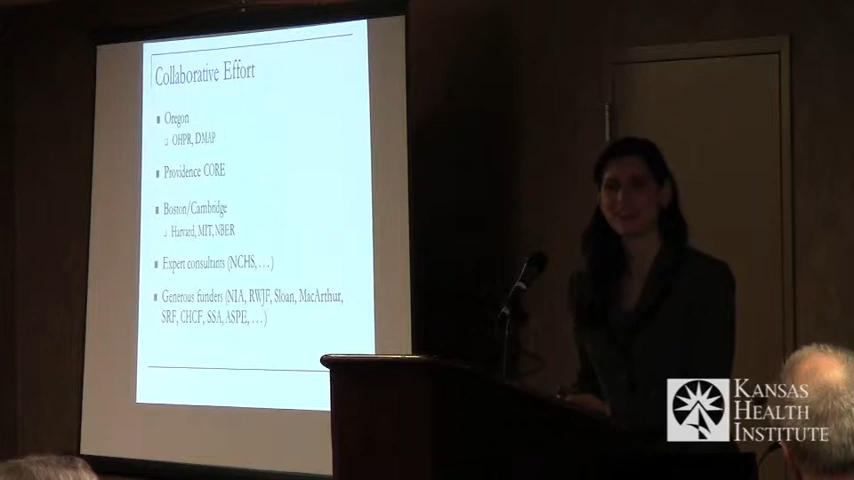 Collaborative Effort
Oregon
OHPR, DMAP
Providence CORE
Boston/Cambridge
Harvard, MIT, NBER
Expert consultants (NCHS, …)
Generous funders (NIA, RWJF, Sloan, MacArthur,
SRF, CHCF, SSA, ASPE, …)
KANSAS
HEALTH
INSTITUTE